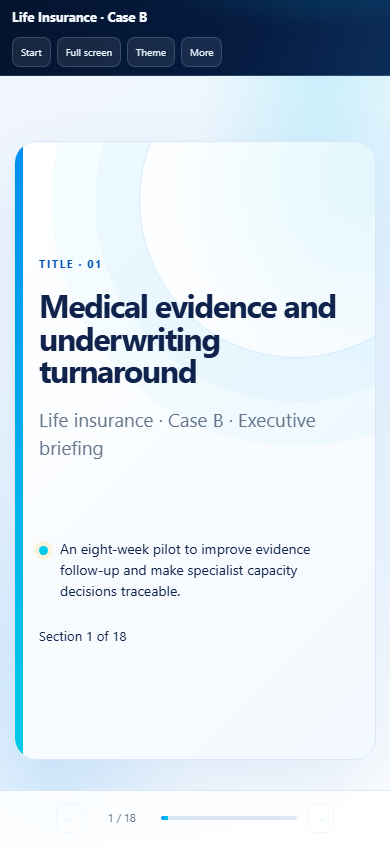 Life Insurance · Case B
Start
Full screen
Theme
More
TITLE · 01
Medical evidence and
underwriting
turnaround
Life insurance · Case B · Executive
briefing
An eight-week pilot to improve evidence
follow-up and make specialist capacity
decisions traceable.
Section 1 of 18
←
1 / 18
→